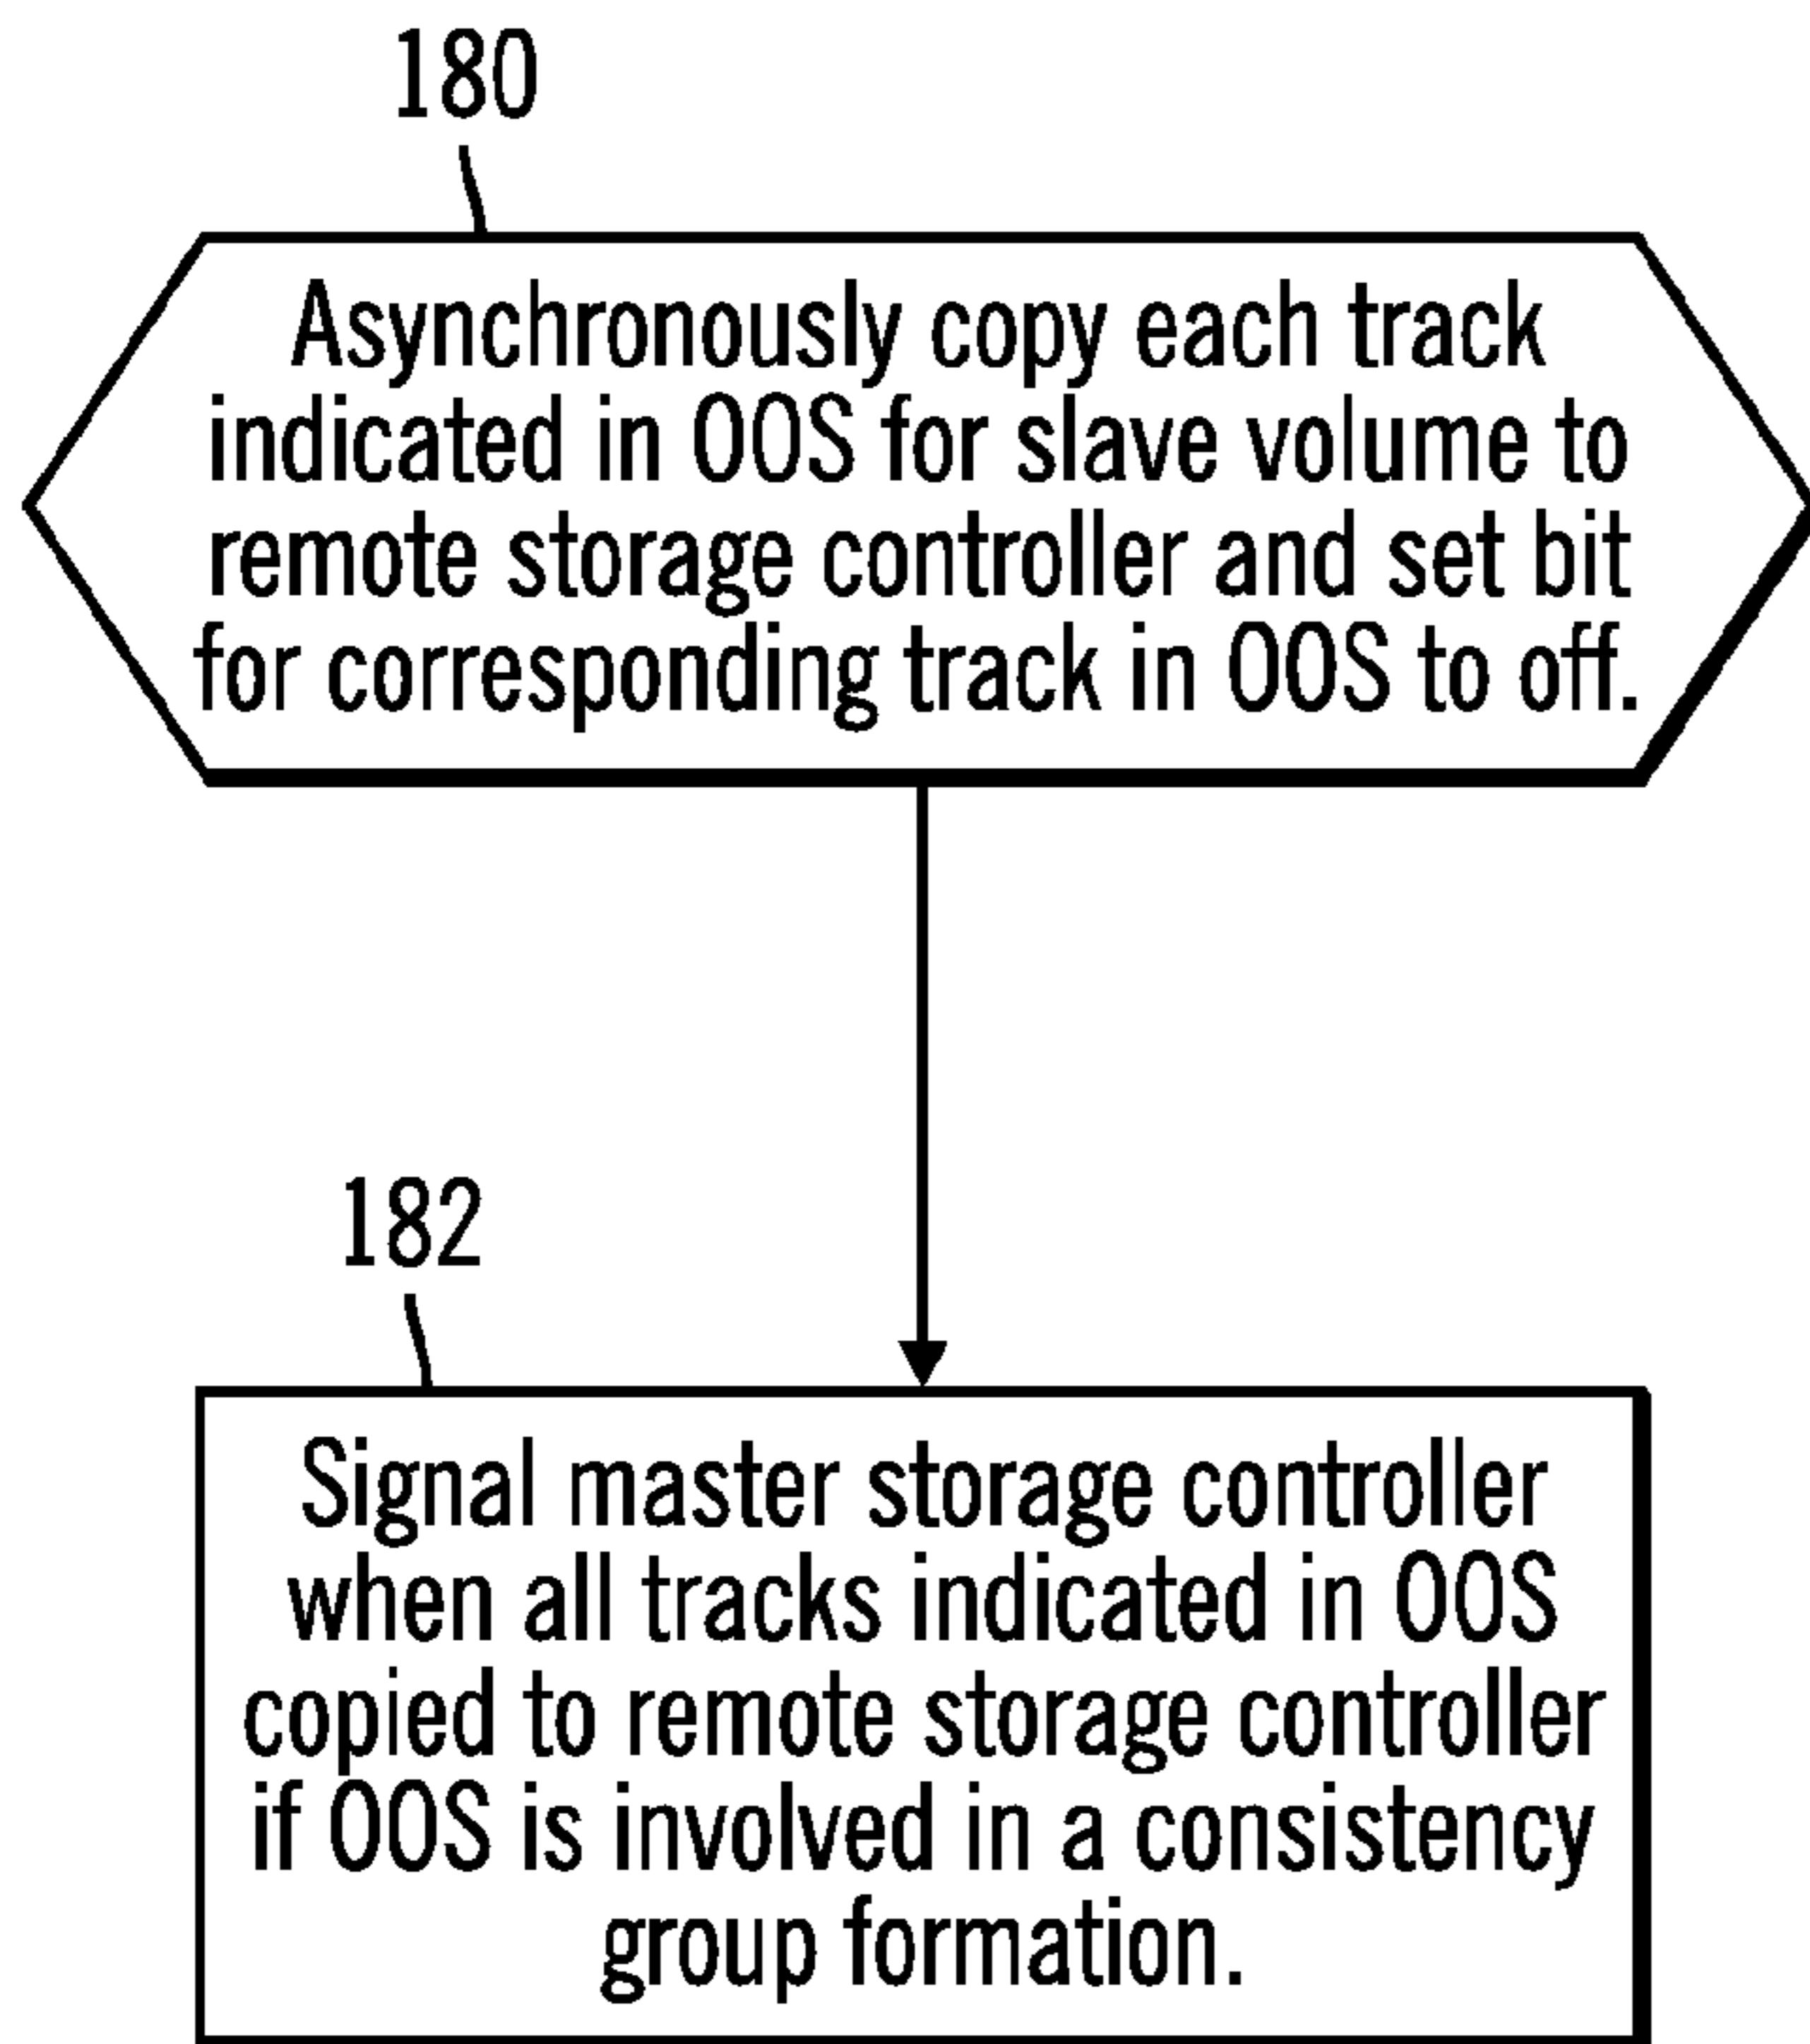 180
Asynchronously copy each track
indicated in OOS for slave volume to
remote storage controller and set bit
for corresponding track in OOS to off.
182
Signal master storage controller
when all tracks indicated in OOS
copied to remote storage controller
if OOS is involved in a consistency
group formation.